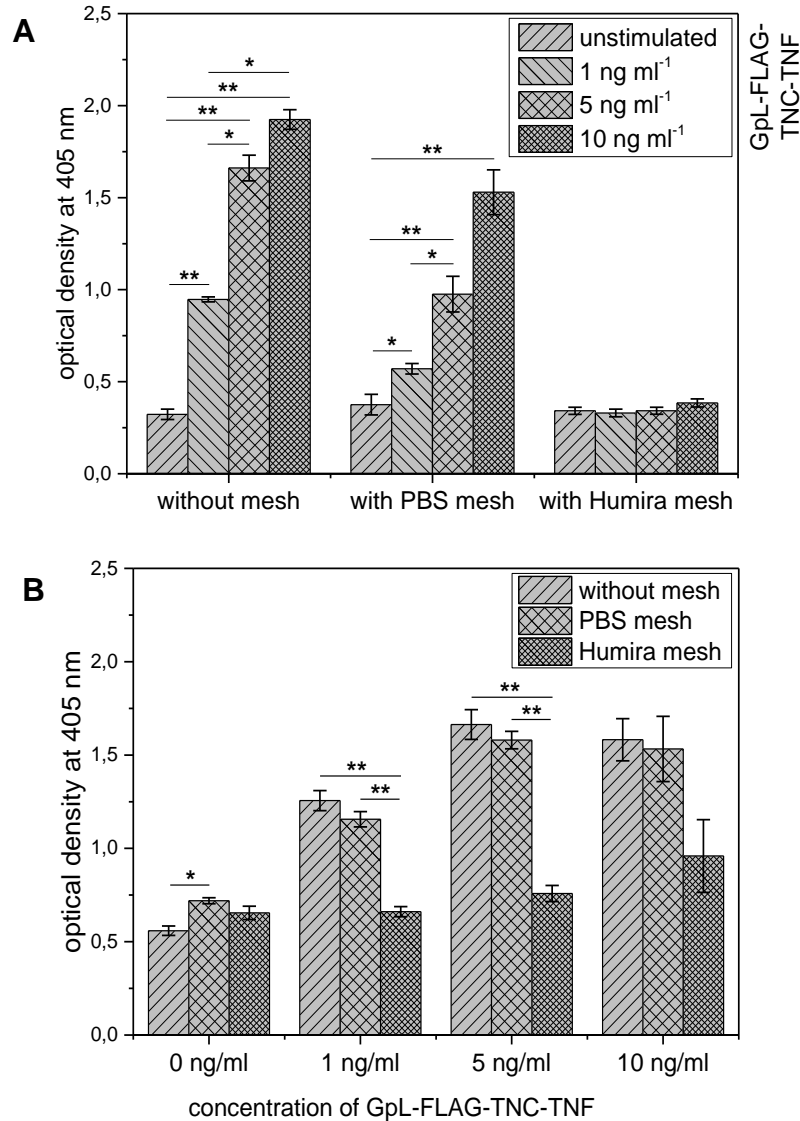 A
2,5
2,0
1,5
1,0
0,5
0,0
optical density at 405 nm
unstimulated
1 ng ml⁻¹
5 ng ml⁻¹
10 ng ml⁻¹
GpL-FLAG-
TNC-TNF
*
**
**
*
**
**
**
*
*
without mesh
with PBS mesh
with Humira mesh
B
2,5
2,0
1,5
1,0
0,5
0,0
optical density at 405 nm
without mesh
PBS mesh
Humira mesh
*
**
**
**
**
0 ng/ml
1 ng/ml
5 ng/ml
10 ng/ml
concentration of GpL-FLAG-TNC-TNF